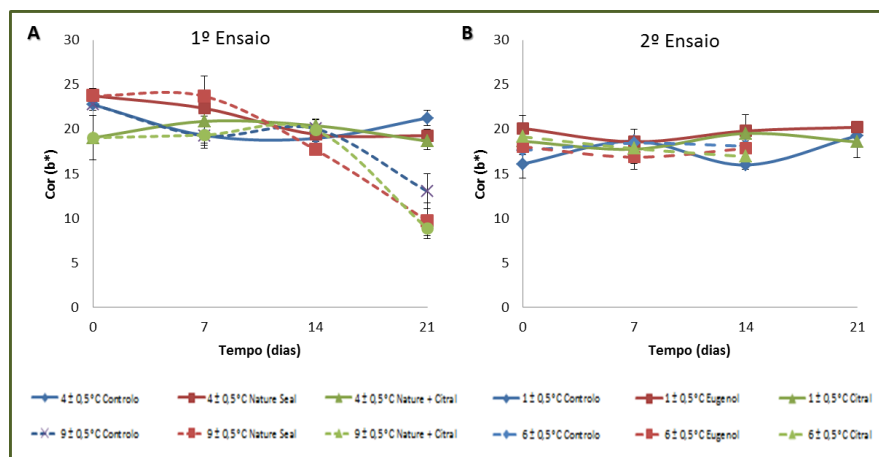 A
1º Ensaio
30
25
20
15
10
5
0
Cor (b*)
0 7 14 21
Tempo (dias)
B
2º Ensaio
30
25
20
15
10
5
0
Cor (b*)
0 7 14 21
Tempo (dias)
4± 0,5°C Controlo 4± 0,5°C Nature Seal 4± 0,5°C Nature + Citral
9± 0,5°C Controlo 9± 0,5°C Nature Seal 9± 0,5°C Nature + Citral
1± 0,5°C Controlo 1± 0,5°C Eugenol 1± 0,5°C Citral
6± 0,5°C Controlo 6± 0,5°C Eugenol 6± 0,5°C Citral